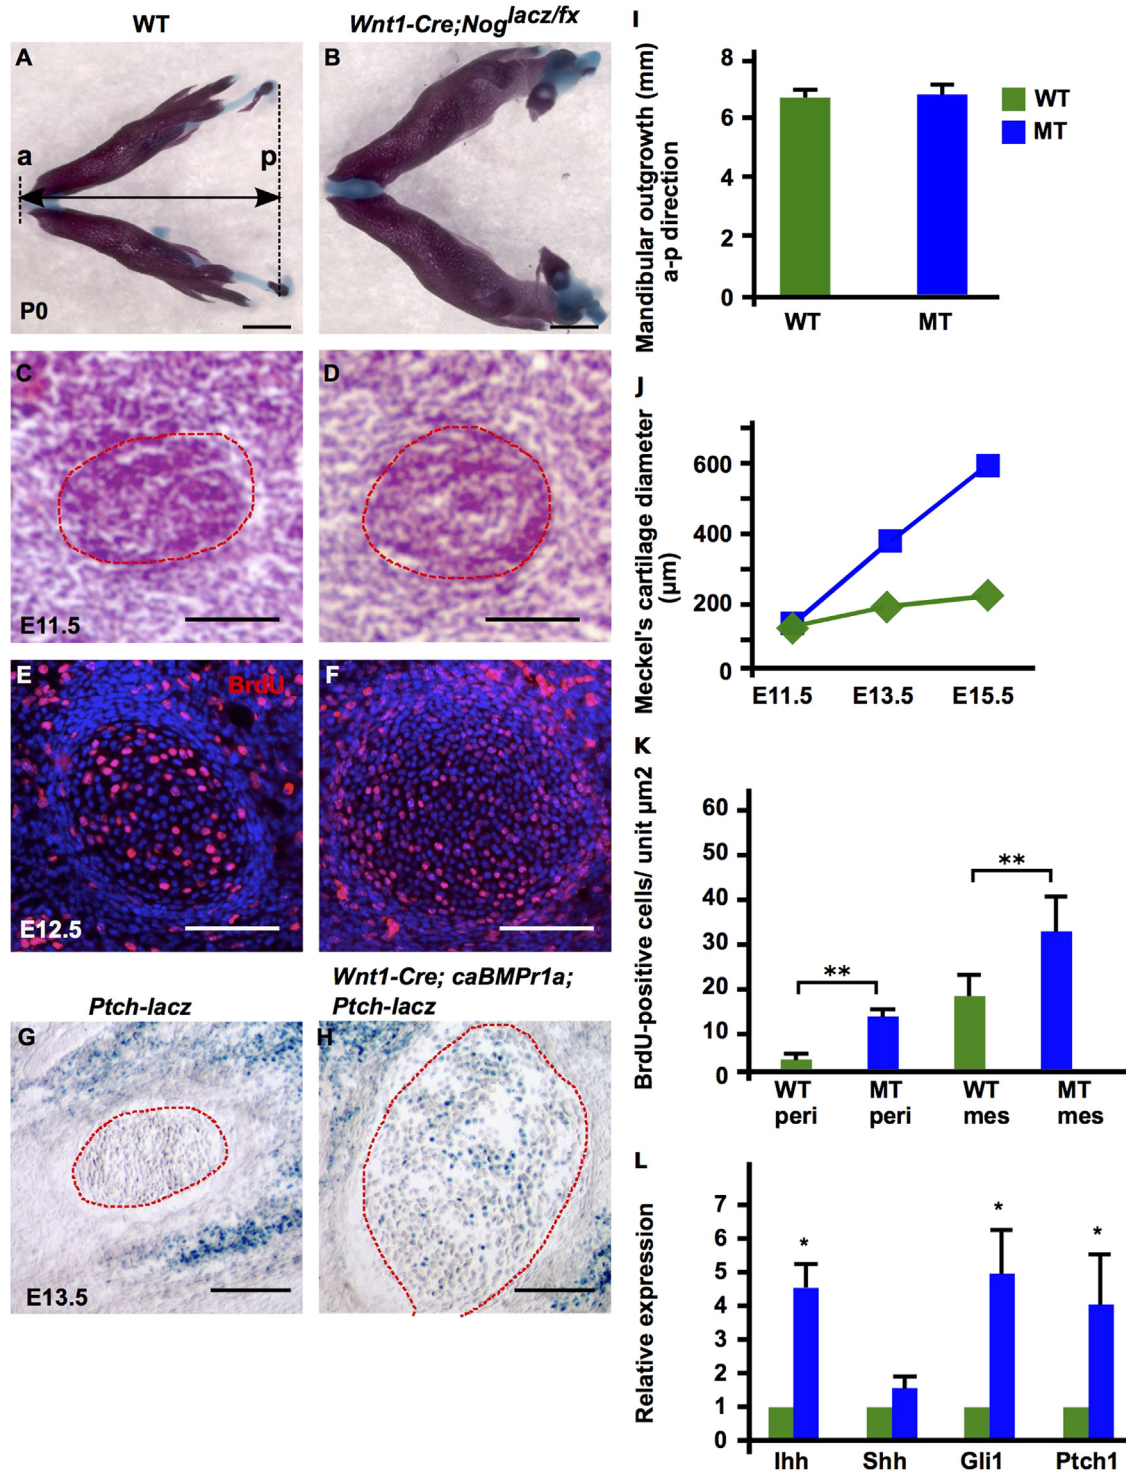 WT
Wnt1-Cre;Nog lacz/fx
A
a
p
P0
B
C
E11.5
D
E
BrdU
E12.5
F
Ptch-lacz
Wnt1-Cre; caBMPr1a;
Ptch-lacz
G
E13.5
H
I
Mandibular outgrowth (mm)
a-p direction
8
6
4
2
0
WT
MT
WT
MT
J
Meckel's cartilage diameter
(µm)
600
400
200
0
E11.5
E13.5
E15.5
K
BrdU-positive cells/ unit µm2
60
50
40
30
20
10
0
**
**
WT
peri
MT
peri
WT
mes
MT
mes
L
Relative expression
7
6
5
4
3
2
1
0
*
*
*
Ihh
Shh
Gli1
Ptch1